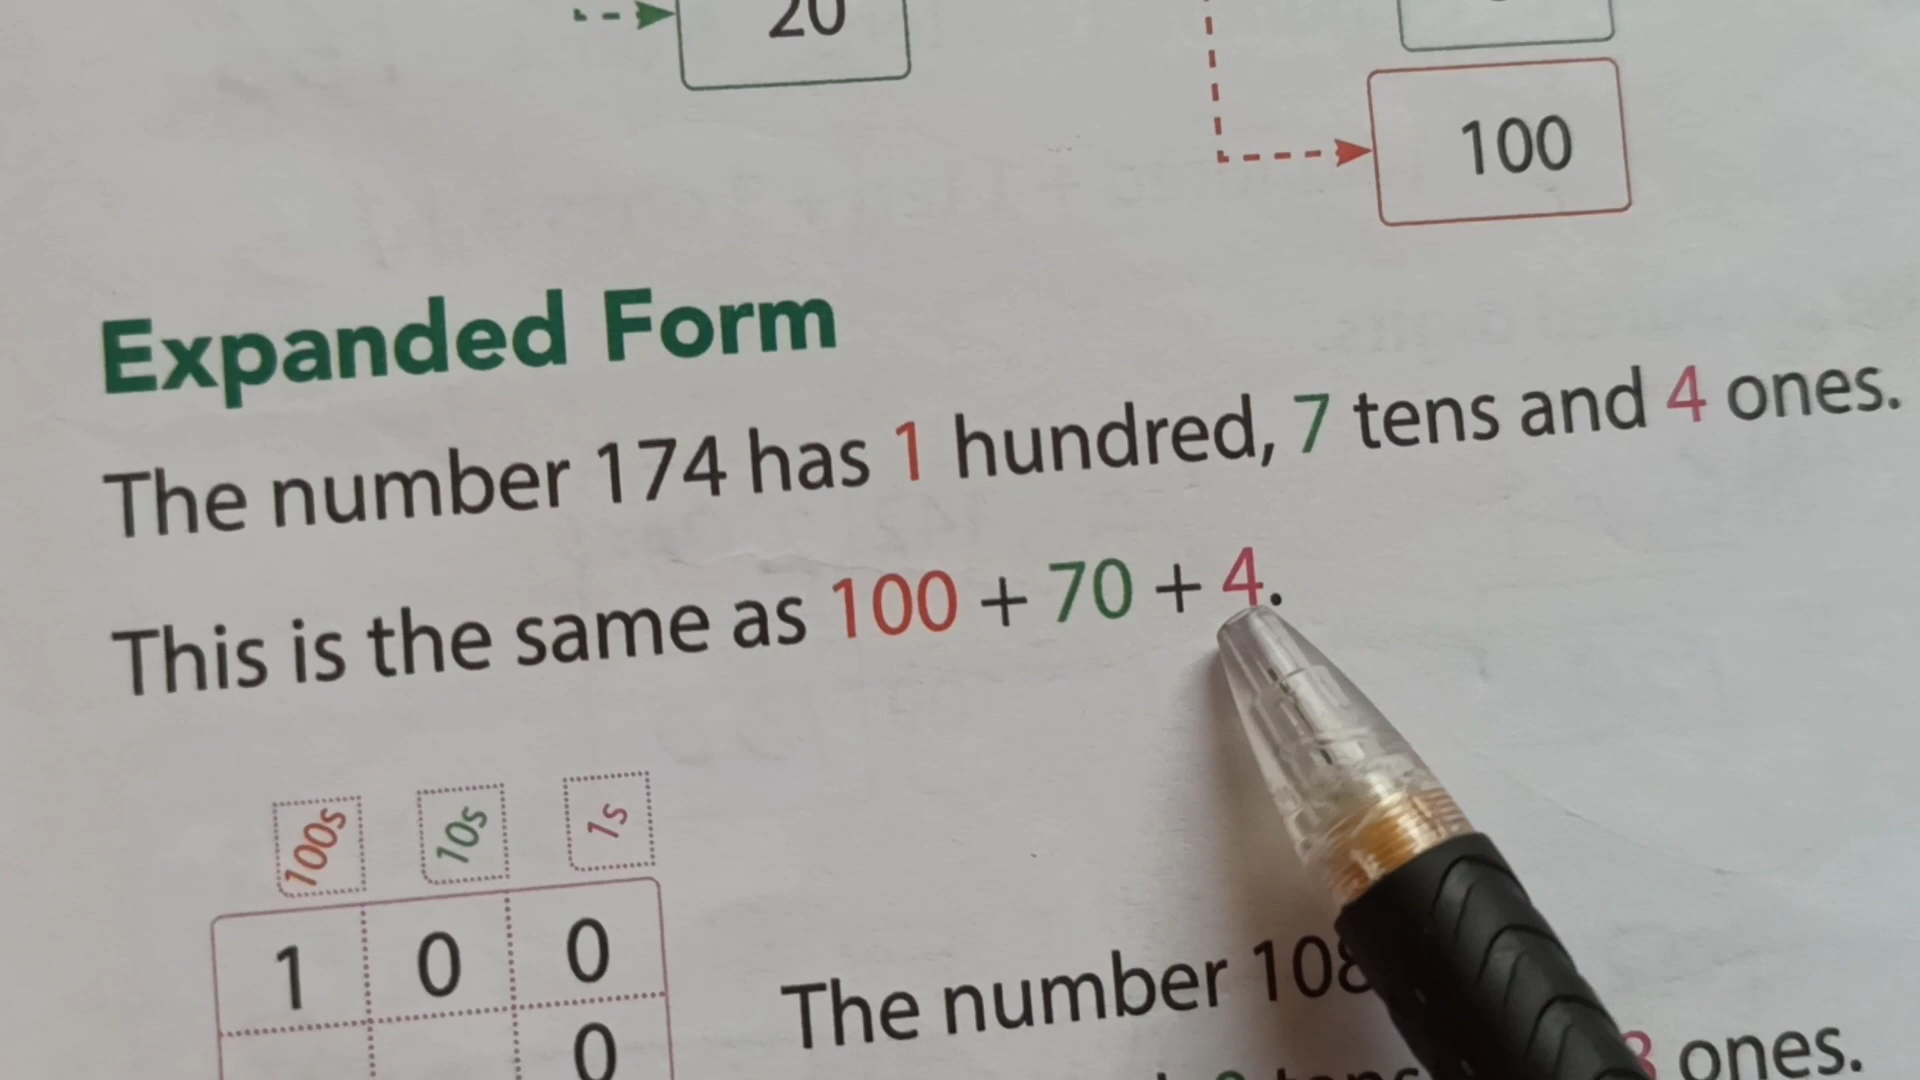 20
100
Expanded Form
The number 174 has 1 hundred, 7 tens and 4 ones.
This is the same as 100 + 70 + 4.
100s 10s 1s
1 0 0
0
The number 108
ones.